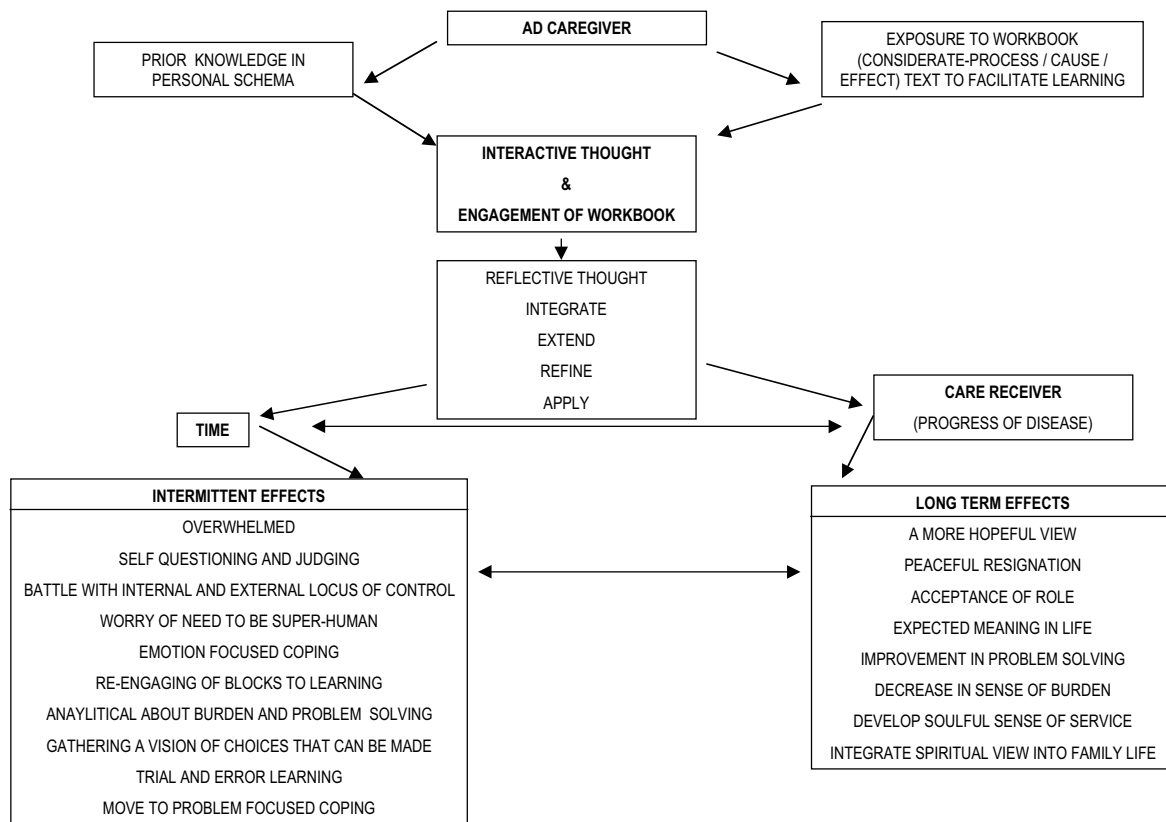 AD CAREGIVER
PRIOR KNOWLEDGE IN
PERSONAL SCHEMA
EXPOSURE TO WORKBOOK
(CONSIDERATE-PROCESS / CAUSE /
EFFECT) TEXT TO FACILITATE LEARNING
INTERACTIVE THOUGHT
&
ENGAGEMENT OF WORKBOOK
REFLECTIVE THOUGHT
INTEGRATE
EXTEND
REFINE
APPLY
TIME
CARE RECEIVER
(PROGRESS OF DISEASE)
INTERMITTENT EFFECTS
OVERWHELMED
SELF QUESTIONING AND JUDGING
BATTLE WITH INTERNAL AND EXTERNAL LOCUS OF CONTROL
WORRY OF NEED TO BE SUPER-HUMAN
EMOTION FOCUSED COPING
RE-ENGAGING OF BLOCKS TO LEARNING
ANAYLITICAL ABOUT BURDEN AND PROBLEM SOLVING
GATHERING A VISION OF CHOICES THAT CAN BE MADE
TRIAL AND ERROR LEARNING
MOVE TO PROBLEM FOCUSED COPING
LONG TERM EFFECTS
A MORE HOPEFUL VIEW
PEACEFUL RESIGNATION
ACCEPTANCE OF ROLE
EXPECTED MEANING IN LIFE
IMPROVEMENT IN PROBLEM SOLVING
DECREASE IN SENSE OF BURDEN
DEVELOP SOULFUL SENSE OF SERVICE
INTEGRATE SPIRITUAL VIEW INTO FAMILY LIFE